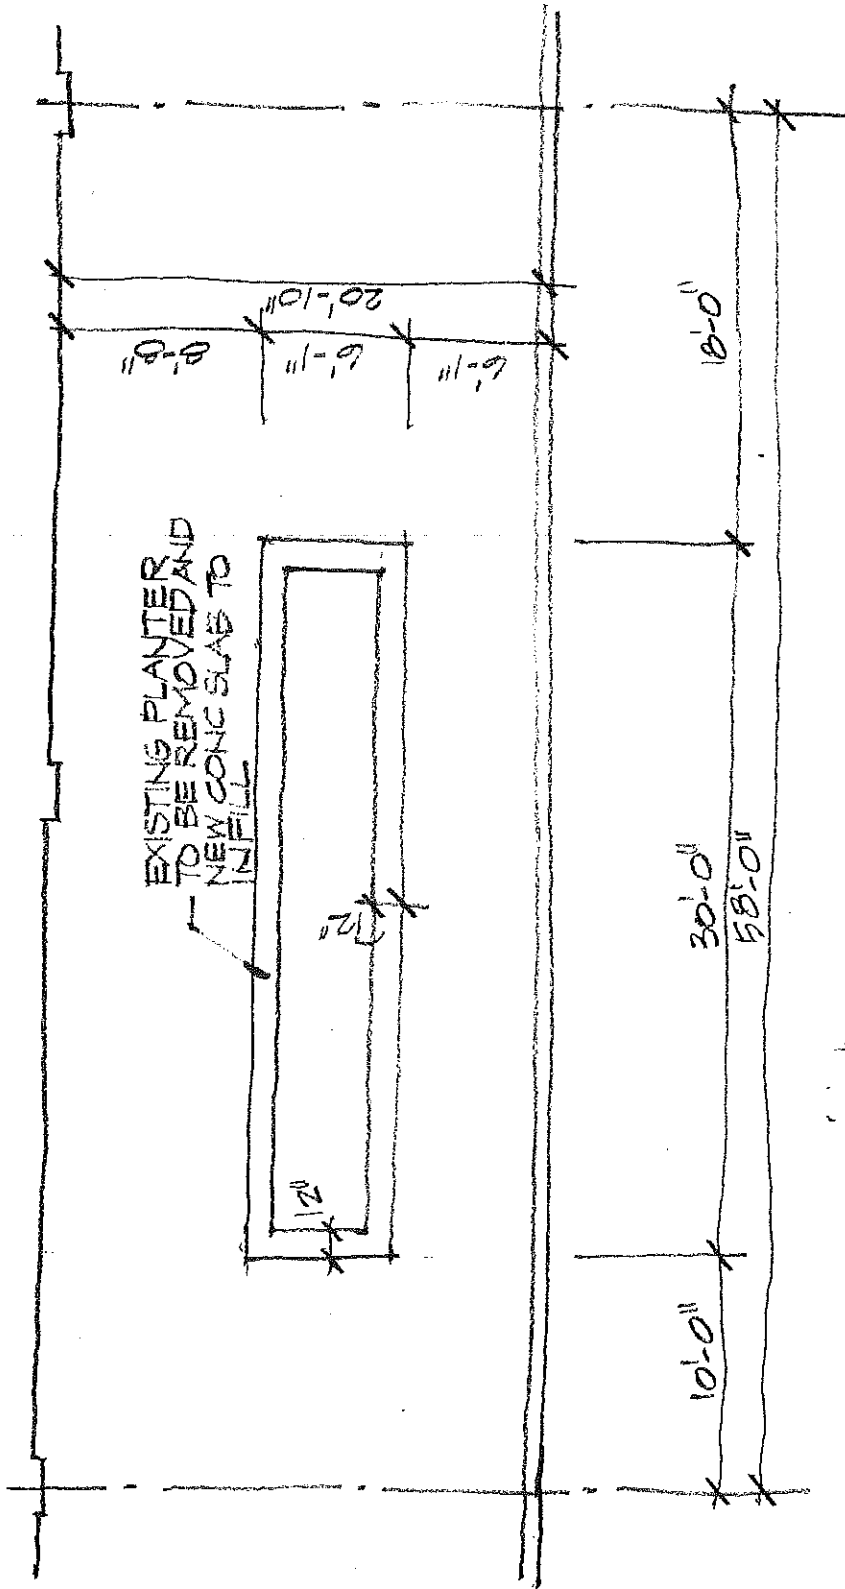 EXISTING PLANTER
TO BE REMOVED AND
NEW CONC SLAB TO
INFILL
20'-10"
8'-8"
6'-1"
6'-1"
12"
12"
10'-0"
30'-0"
18'-0"
58'-0"